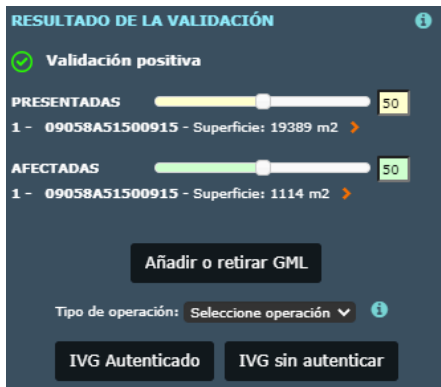 RESULTADO DE LA VALIDACIÓN
Validación positiva
PRESENTADAS 50
1 - 09058A51500915 - Superficie: 19389 m2
AFECTADAS 50
1 - 09058A51500915 - Superficie: 1114 m2
Añadir o retirar GML
Tipo de operación: Seleccione operación
IVG Autenticado IVG sin autenticar